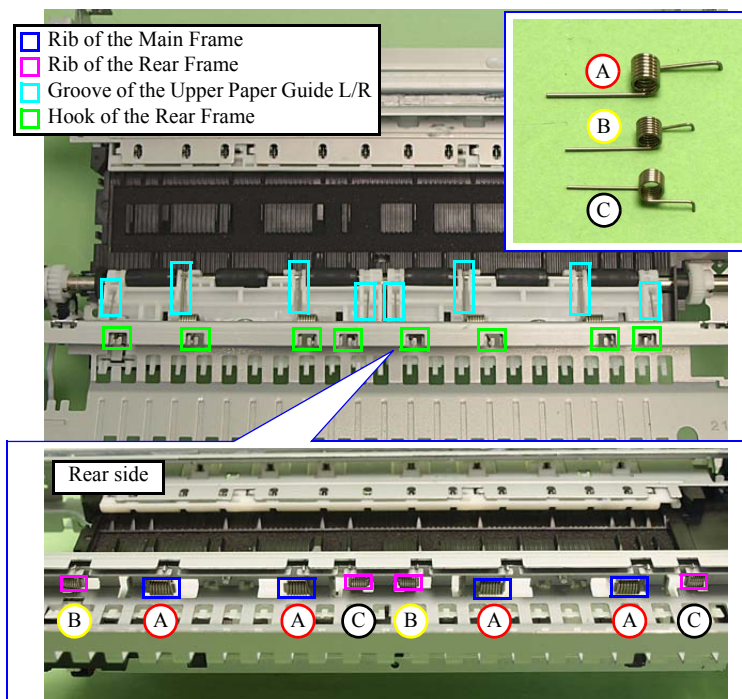 Rib of the Main Frame
Rib of the Rear Frame
Groove of the Upper Paper Guide L/R
Hook of the Rear Frame
A
B
C
21
Rear side
B A A C B A A C